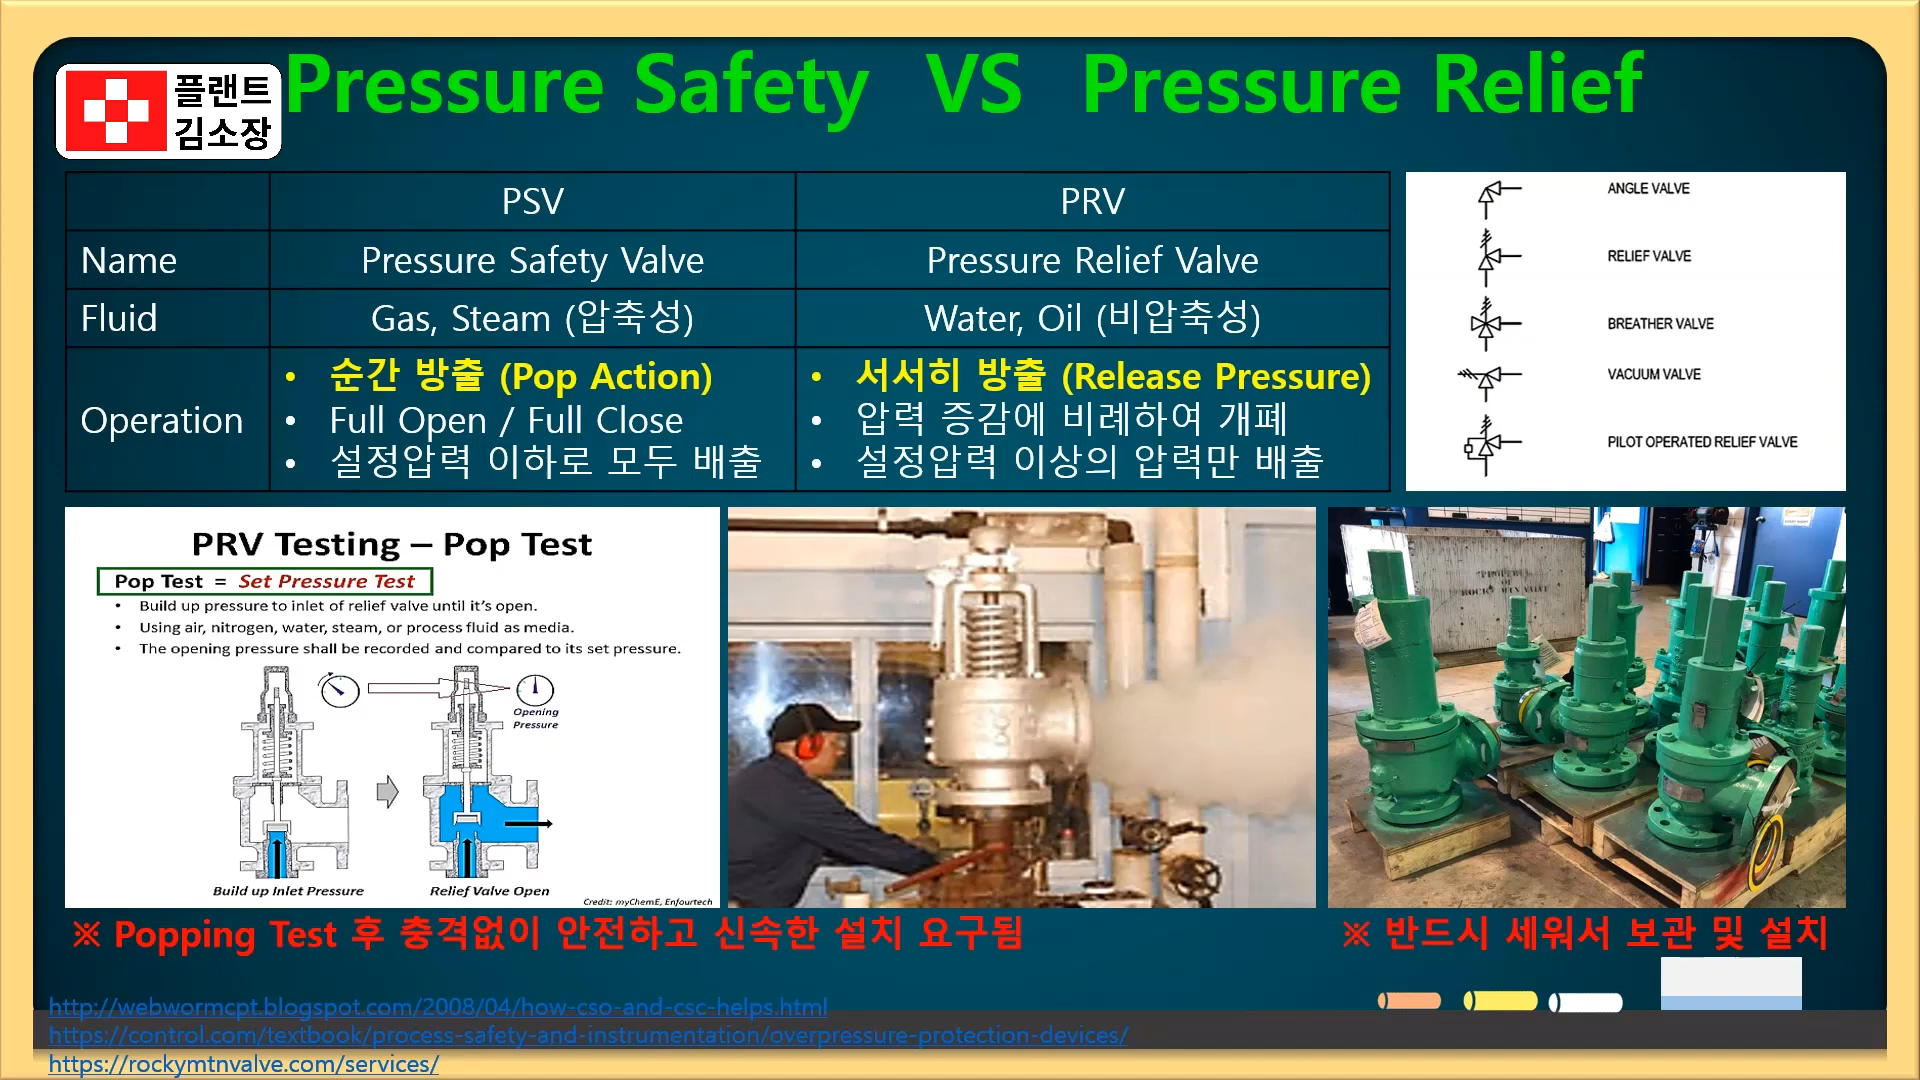 플랜트
김소장
Pressure Safety VS Pressure Relief
PSV PRV
Name Pressure Safety Valve Pressure Relief Valve
Fluid Gas, Steam (압축성) Water, Oil (비압축성)
Operation
• 순간 방출 (Pop Action)
• Full Open / Full Close
• 설정압력 이하로 모두 배출
• 서서히 방출 (Release Pressure)
• 압력 증감에 비례하여 개폐
• 설정압력 이상의 압력만 배출
ANGLE VALVE
RELIEF VALVE
BREATHER VALVE
VACUUM VALVE
PILOT OPERATED RELIEF VALVE
PRV Testing – Pop Test
Pop Test = Set Pressure Test
• Build up pressure to inlet of relief valve until it's open.
• Using air, nitrogen, water, steam, or process fluid as media.
• The opening pressure shall be recorded and compared to its set pressure.
Opening
Pressure
Build up Inlet Pressure Relief Valve Open
Credit: myChemE, Enfourtech
PROPERTY
OF
ROCKY MTN VALVE
※ Popping Test 후 충격없이 안전하고 신속한 설치 요구됨
※ 반드시 세워서 보관 및 설치
http://webwormcpt.blogspot.com/2008/04/how-cso-and-csc-helps.html
https://control.com/textbook/process-safety-and-instrumentation/overpressure-protection-devices/
https://rockymtnvalve.com/services/